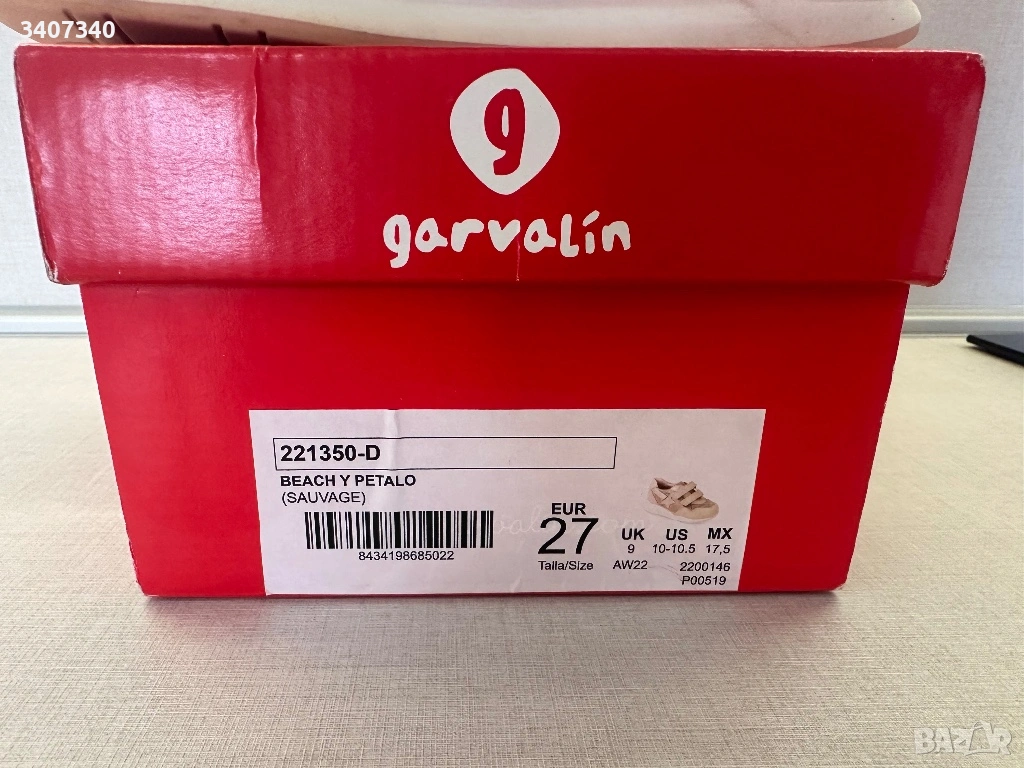 3407340
g
garvalín
221350-D
BEACH Y PETALO
(SAUVAGE)
8434198685022
EUR
27
Talla/Size
UK US MX
9 10-10.5 17,5
AW22 2200146
P00519
BAZAR